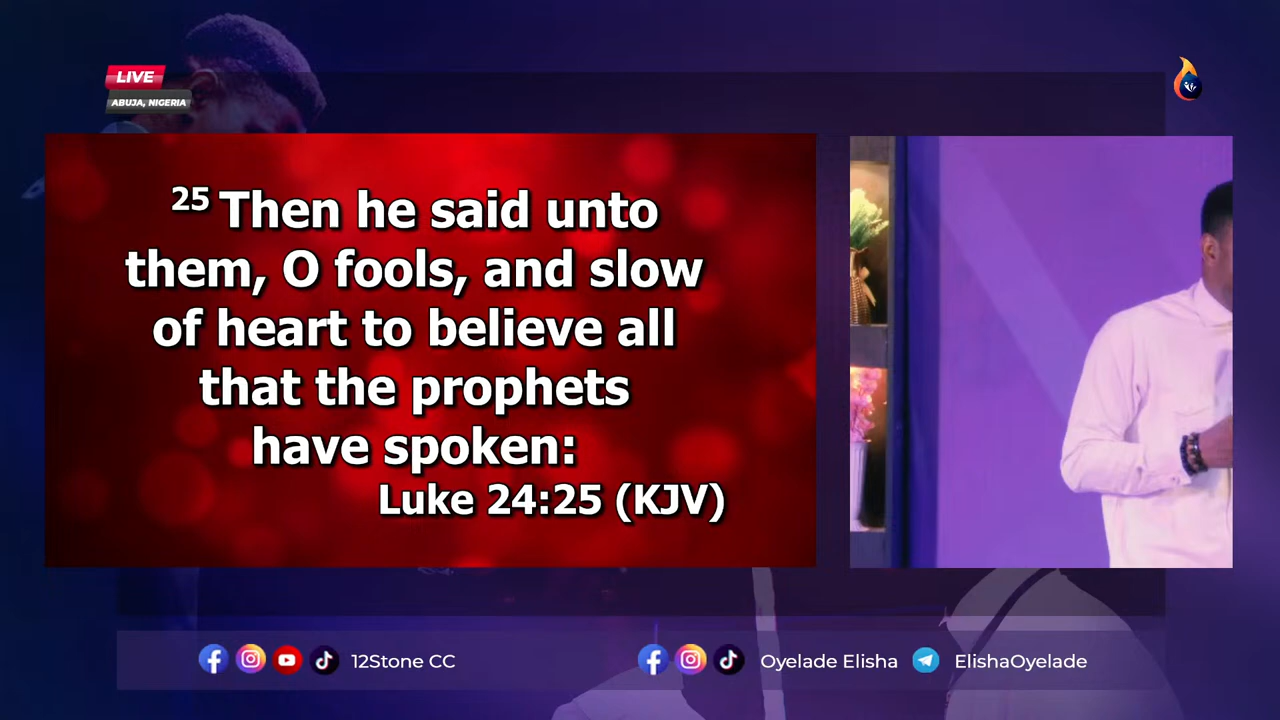 LIVE
ABUJA, NIGERIA
25 Then he said unto
them, O fools, and slow
of heart to believe all
that the prophets
have spoken:
Luke 24:25 (KJV)
12Stone CC
Oyelade Elisha
ElishaOyelade